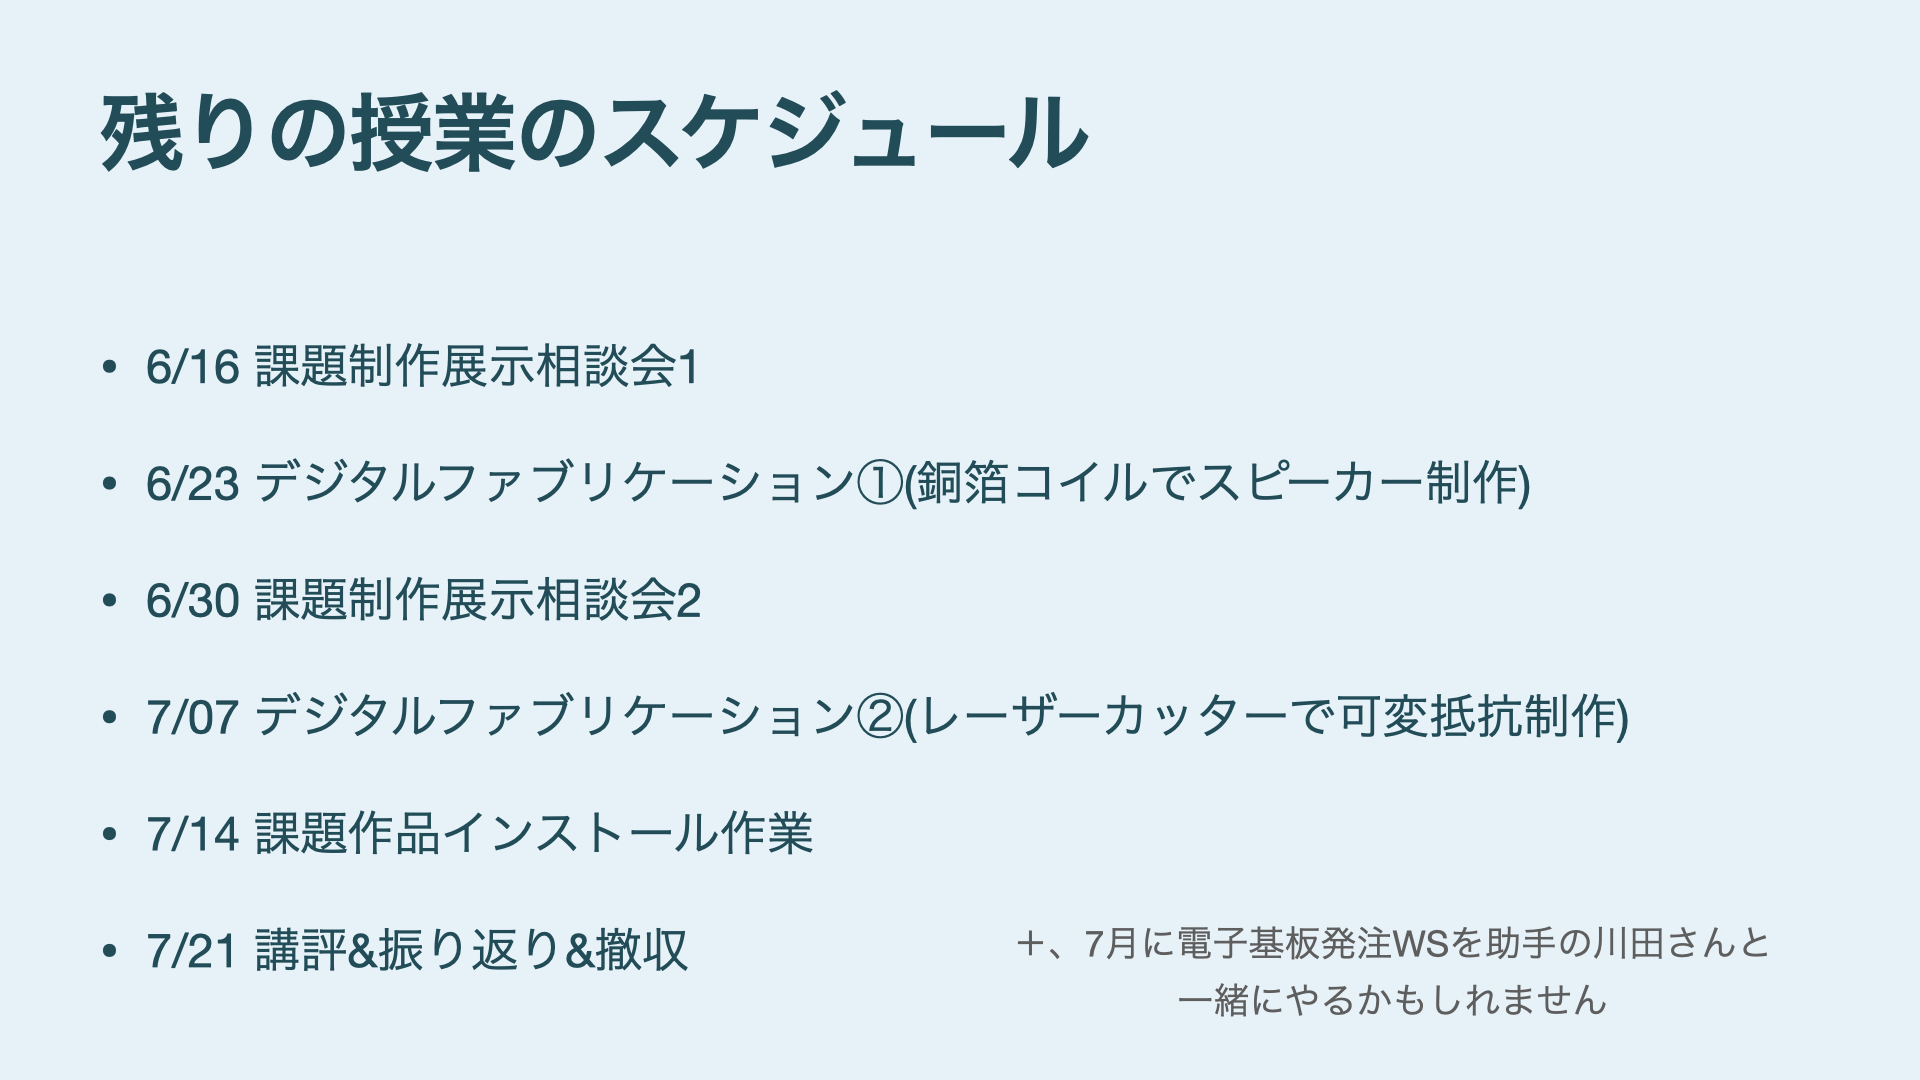 残りの授業のスケジュール
• 6/16 課題制作展示相談会1
• 6/23 デジタルファブリケーション①(銅箔コイルでスピーカー制作)
• 6/30 課題制作展示相談会2
• 7/07 デジタルファブリケーション②(レーザーカッターで可変抵抗制作)
• 7/14 課題作品インストール作業
• 7/21 講評&振り返り&撤収
＋、7月に電子基板発注WSを助手の川田さんと
一緒にやるかもしれません